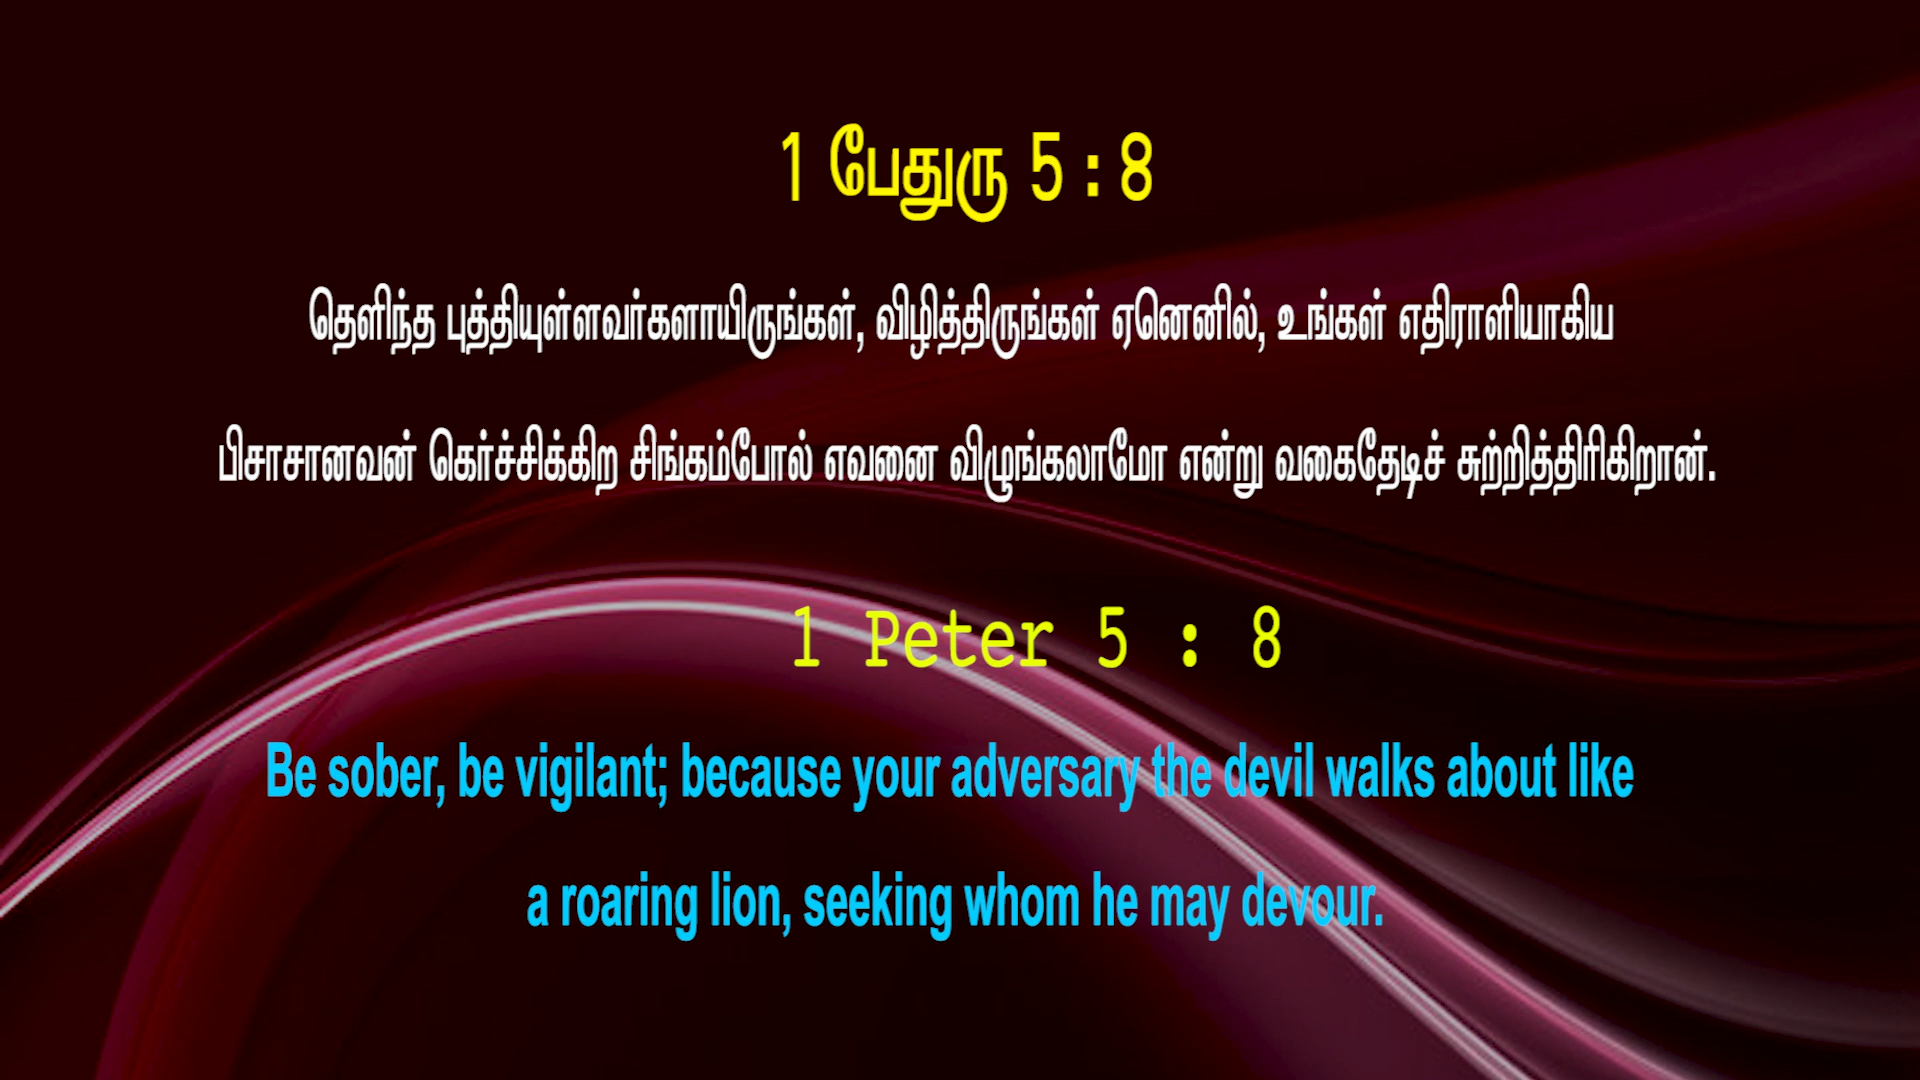 1 பேதுரு 5 : 8
தெளிந்த புத்தியுள்ளவர்களாயிருங்கள், விழித்திருங்கள் ஏனெனில், உங்கள் எதிராளியாகிய
பிசாசானவன் கெர்ச்சிக்கிற சிங்கம்போல் எவனை விழுங்கலாமோ என்று வகைதேடிச் சுற்றித்திரிகிறான்.
1 Peter 5 : 8
Be sober, be vigilant; because your adversary the devil walks about like
a roaring lion, seeking whom he may devour.